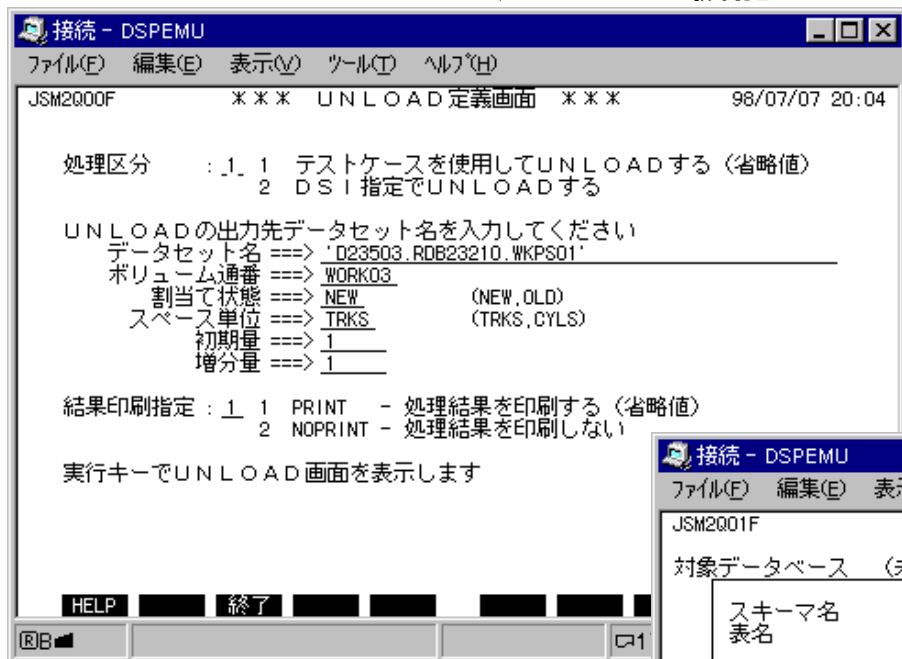 接続 - DSPEMU
ファイル(F) 編集(E) 表示(V) ツール(T) ヘルプ(H)
JSM2Q00F ＊＊＊ ＵＮＬＯＡＤ定義画面 ＊＊＊ 98/07/07 20:04
処理区分 : 1 1 テストケースを使用してＵＮＬＯＡＤする（省略値）
2 ＤＳＩ指定でＵＮＬＯＡＤする
ＵＮＬＯＡＤの出力先データセット名を入力してください
データセット名 ===> 'D23503.RDB23210.WKPS01'
ボリューム通番 ===> WORK03
割当て状態 ===> NEW (NEW,OLD)
スペース単位 ===> TRKS (TRKS,CYLS)
初期量 ===> 1
増分量 ===> 1
結果印刷指定 : 1 1 PRINT - 処理結果を印刷する（省略値）
2 NOPRINT - 処理結果を印刷しない
実行キーでＵＮＬＯＡＤ画面を表示します
HELP 終了
接続 - DSPEMU
ファイル(F) 編集(E)
JSM2Q01F
対象データベース
スキーマ名
表名